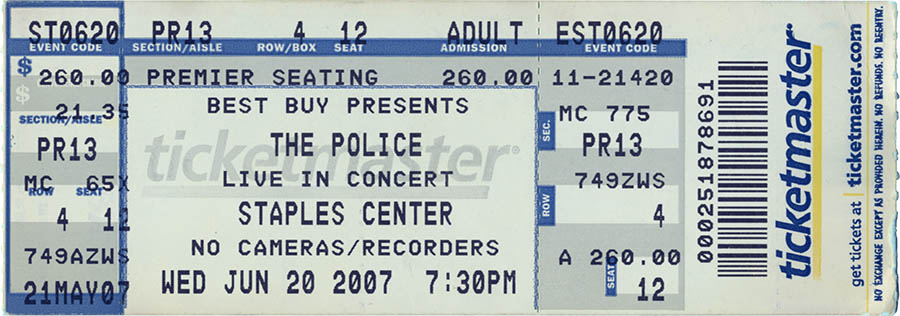 ST0620 PR13 4 12 ADULT EST0620
EVENT CODE SECTION/AISLE ROW/BOX SEAT ADMISSION EVENT CODE
$ 260.00 PREMIER SEATING 260.00 11-21420
$
21.35
SECTION/AISLE
PR13
MC 65X
ROW SEAT
4 12
749AZWS
21MAY07
BEST BUY PRESENTS
THE POLICE
ticketmaster®
LIVE IN CONCERT
STAPLES CENTER
NO CAMERAS/RECORDERS
WED JUN 20 2007 7:30PM
MC 775
SEC. PR13
749ZWS
ROW 4
A 260.00
SEAT 12
000251878691
ticketmaster®
get tickets at | ticketmaster.com
NO EXCHANGE EXCEPT AS PROVIDED HEREIN. NO REFUNDS. NO REENTRY.